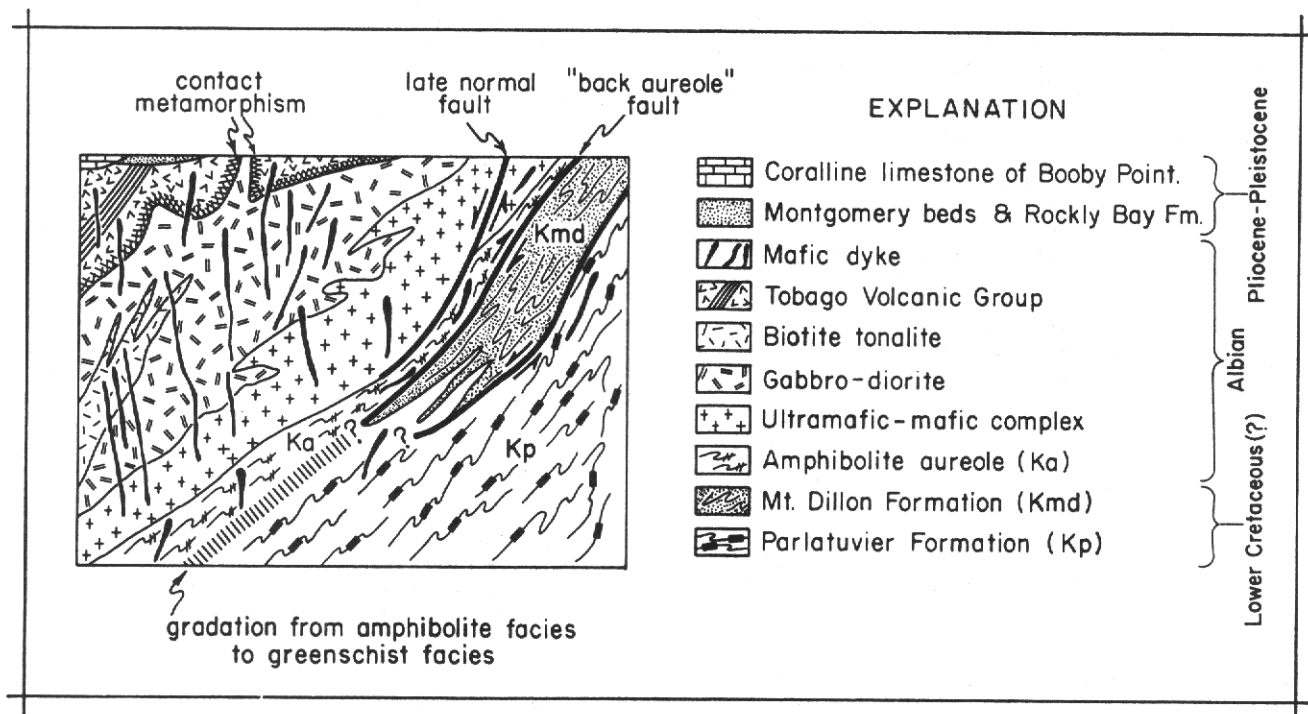 contact
metamorphism
late normal
fault
"back aureole"
fault
Kmd
Ka
?
?
Kp
gradation from amphibolite facies
to greenschist facies
EXPLANATION
Coralline limestone of Booby Point.
Montgomery beds & Rockly Bay Fm.
Mafic dyke
Tobago Volcanic Group
Biotite tonalite
Gabbro-diorite
Ultramafic-mafic complex
Amphibolite aureole (Ka)
Mt. Dillon Formation (Kmd)
Parlatuvier Formation (Kp)
Pliocene-Pleistocene
Albian
Lower Cretaceous(?)